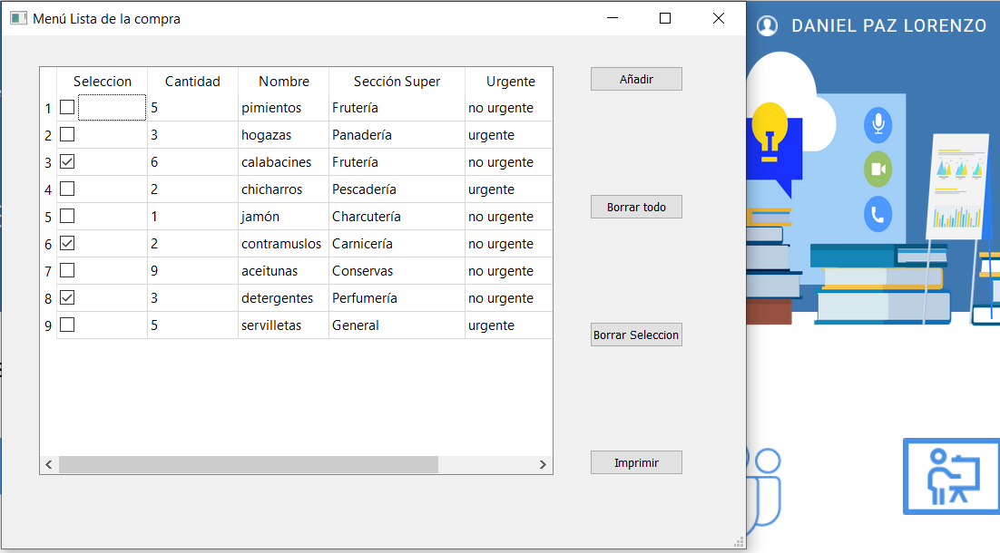 Menú Lista de la compra
DANIEL PAZ LORENZO
Seleccion Cantidad Nombre Sección Super Urgente
1 5 pimientos Frutería no urgente
2 3 hogazas Panadería urgente
3 6 calabacines Frutería no urgente
4 2 chicharros Pescadería urgente
5 1 jamón Charcutería no urgente
6 2 contramuslos Carnicería no urgente
7 9 aceitunas Conservas no urgente
8 3 detergentes Perfumería no urgente
9 5 servilletas General urgente
Añadir
Borrar todo
Borrar Seleccion
Imprimir